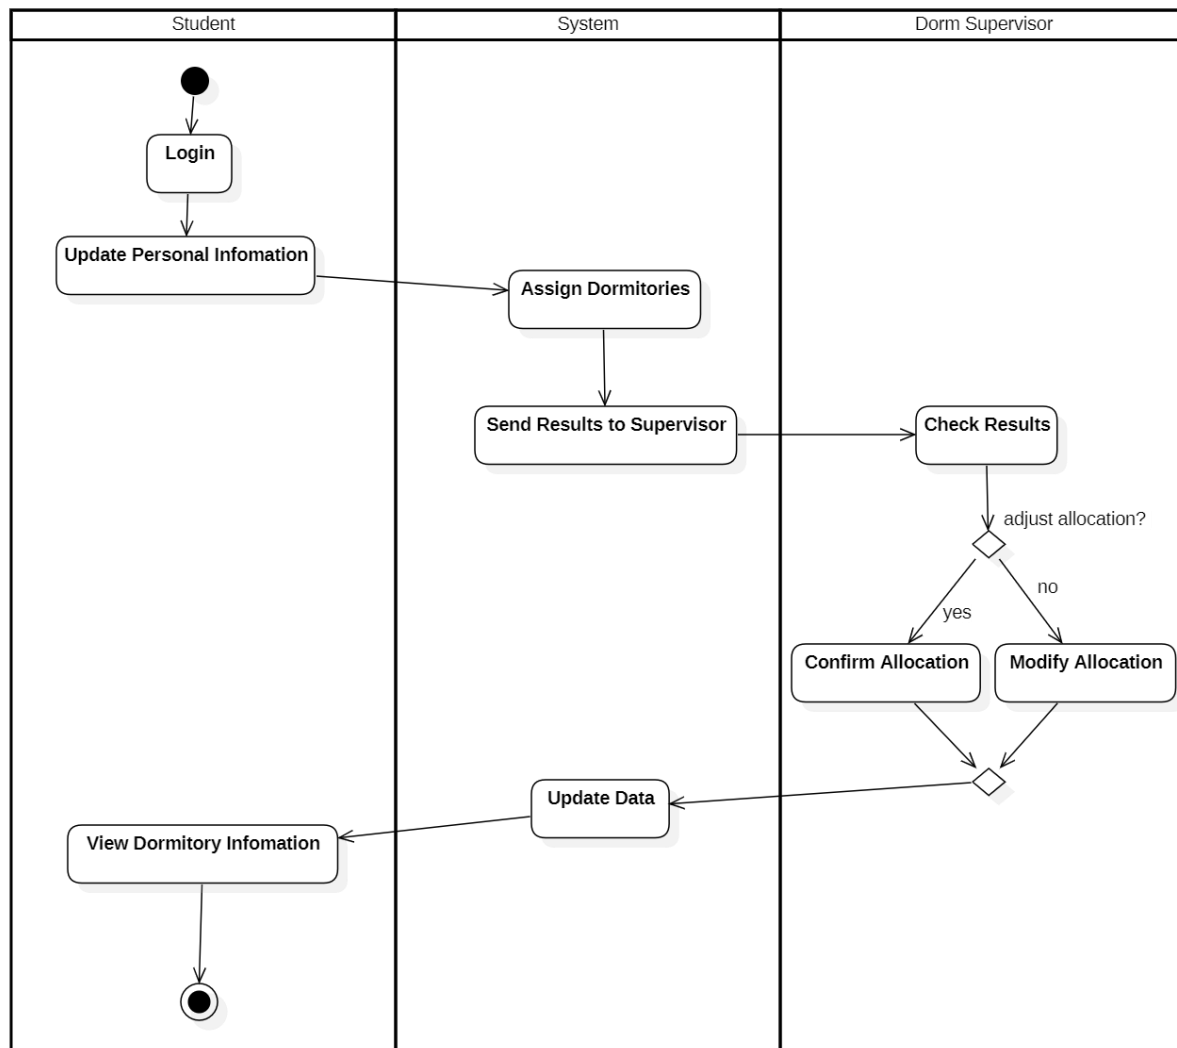 Student
System
Dorm Supervisor
Login
Update Personal Infomation
Assign Dormitories
Send Results to Supervisor
Check Results
adjust allocation?
yes
no
Confirm Allocation
Modify Allocation
Update Data
View Dormitory Infomation